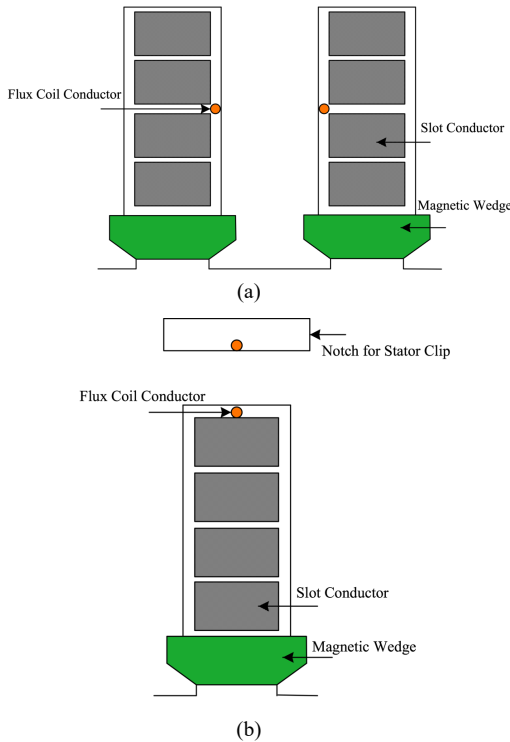 Flux Coil Conductor
Slot Conductor
Magnetic Wedge
(a)
Notch for Stator Clip
Flux Coil Conductor
Slot Conductor
Magnetic Wedge
(b)